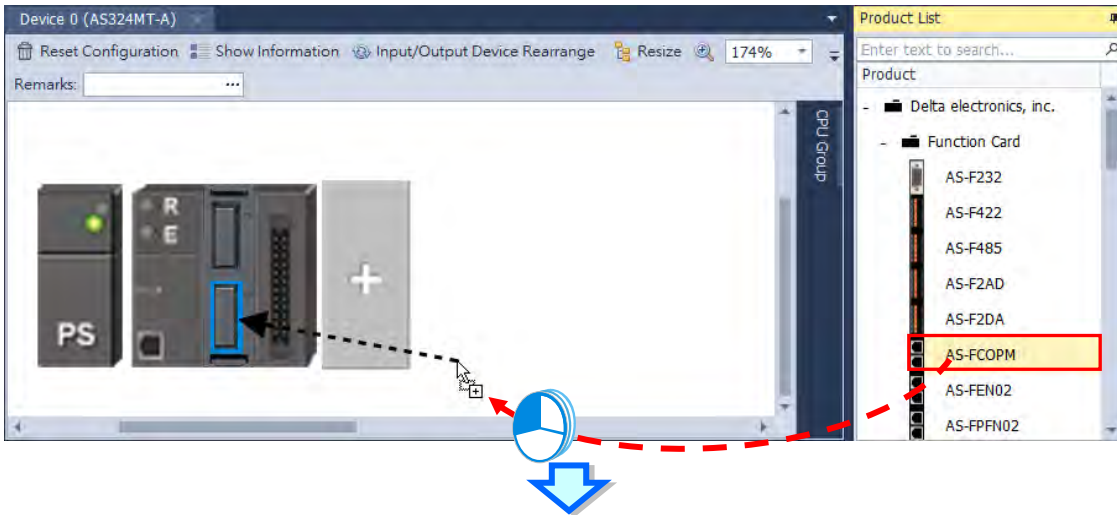 Device 0 (AS324MT-A)
Reset Configuration Show Information Input/Output Device Rearrange Resize 174%
Remarks: ...
CPU Group
R
E
PS
+
Product List
Enter text to search...
Product
- Delta electronics, inc.
- Function Card
AS-F232
AS-F422
AS-F485
AS-F2AD
AS-F2DA
AS-FCOPM
AS-FEN02
AS-FPFN02